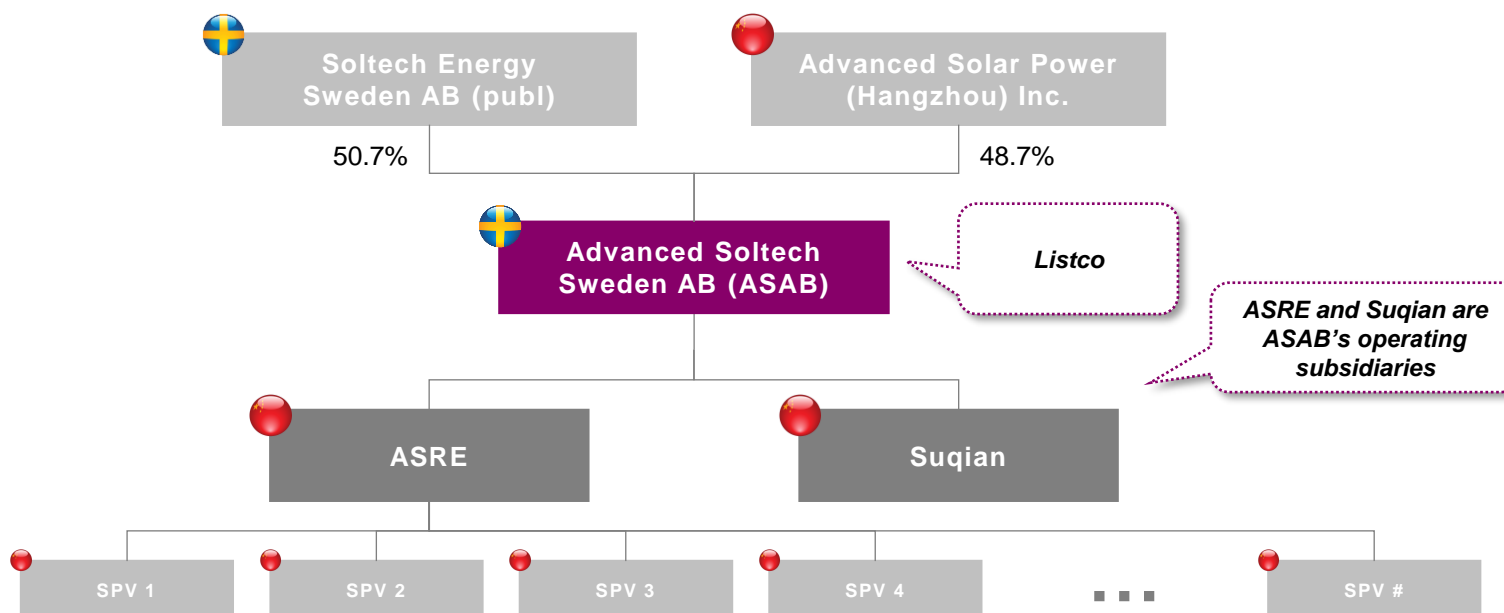 Soltech Energy
Sweden AB (publ)
Advanced Solar Power
(Hangzhou) Inc.
50.7%
48.7%
Advanced Soltech
Sweden AB (ASAB)
Listco
ASRE and Suqian are
ASAB’s operating
subsidiaries
ASRE
Suqian
SPV 1
SPV 2
SPV 3
SPV 4
...
SPV #